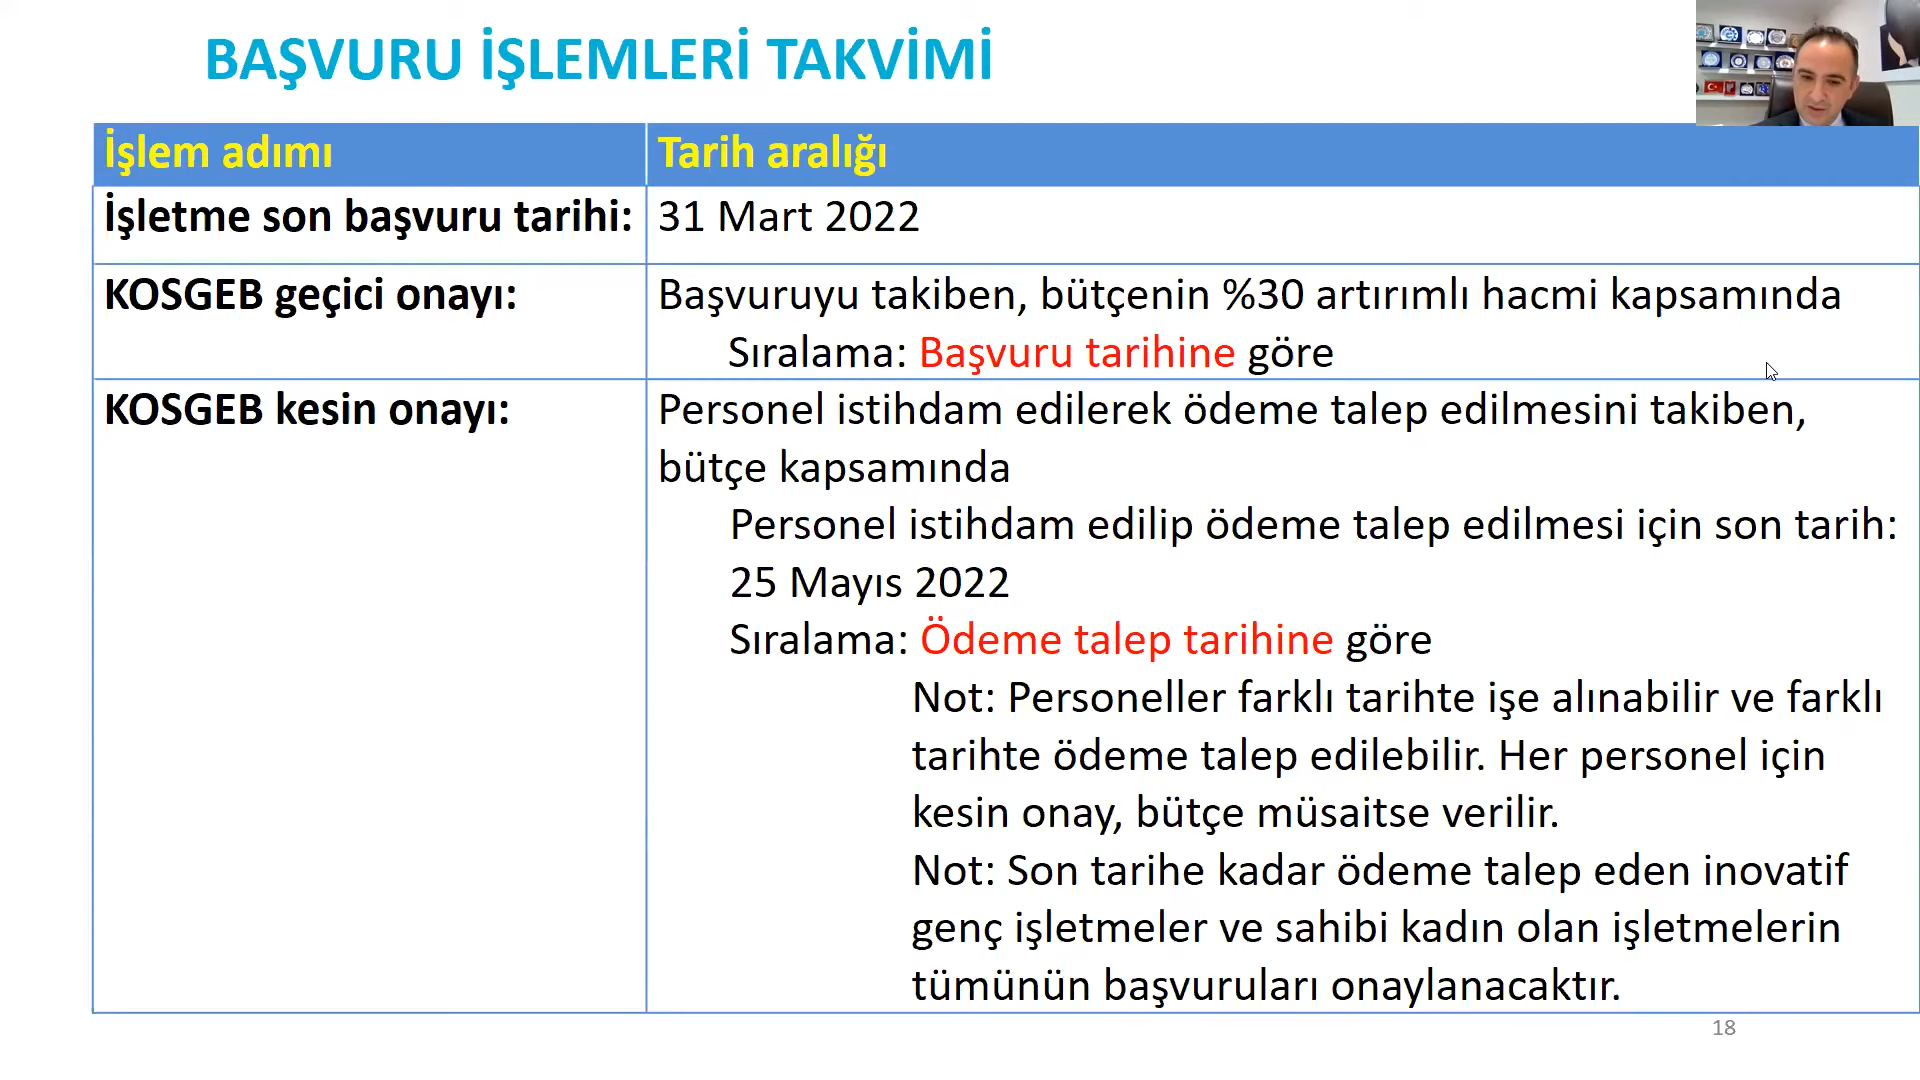 BAŞVURU İŞLEMLERİ TAKVİMİ
İşlem adımı
Tarih aralığı
İşletme son başvuru tarihi:
31 Mart 2022
KOSGEB geçici onayı:
Başvuruyu takiben, bütçenin %30 artırımlı hacmi kapsamında
Sıralama: Başvuru tarihine göre
KOSGEB kesin onayı:
Personel istihdam edilerek ödeme talep edilmesini takiben,
bütçe kapsamında
Personel istihdam edilip ödeme talep edilmesi için son tarih:
25 Mayıs 2022
Sıralama: Ödeme talep tarihine göre
Not: Personeller farklı tarihte işe alınabilir ve farklı
tarihte ödeme talep edilebilir. Her personel için
kesin onay, bütçe müsaitse verilir.
Not: Son tarihe kadar ödeme talep eden inovatif
genç işletmeler ve sahibi kadın olan işletmelerin
tümünün başvuruları onaylanacaktır.
18